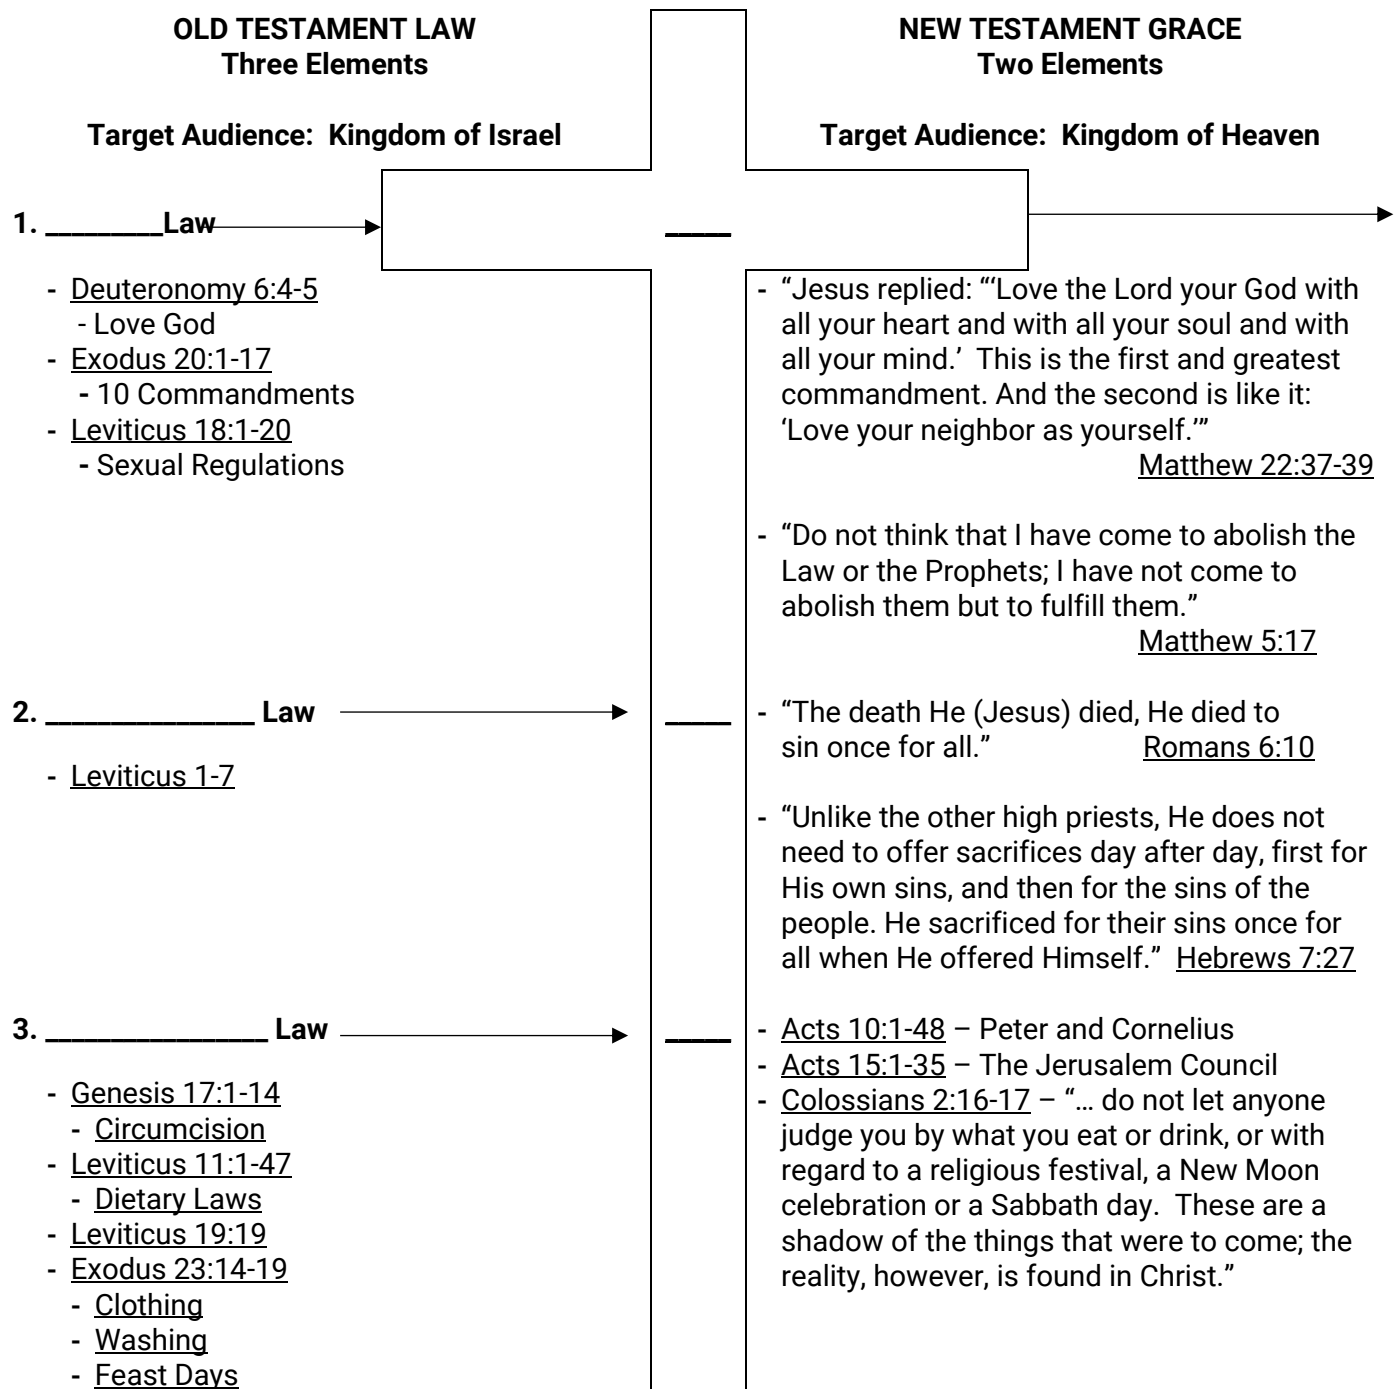 OLD TESTAMENT LAW
Three Elements
Target Audience: Kingdom of Israel
1. _________Law
- Deuteronomy 6:4-5
- Love God
- Exodus 20:1-17
- 10 Commandments
- Leviticus 18:1-20
- Sexual Regulations
2. _______________ Law
- Leviticus 1-7
3. ________________ Law
- Genesis 17:1-14
- Circumcision
- Leviticus 11:1-47
- Dietary Laws
- Leviticus 19:19
- Exodus 23:14-19
- Clothing
- Washing
- Feast Days
_____
_____
_____
NEW TESTAMENT GRACE
Two Elements
Target Audience: Kingdom of Heaven
- “Jesus replied: “‘Love the Lord your God with
all your heart and with all your soul and with
all your mind.’ This is the first and greatest
commandment. And the second is like it:
‘Love your neighbor as yourself.’”
Matthew 22:37-39
- “Do not think that I have come to abolish the
Law or the Prophets; I have not come to
abolish them but to fulfill them.”
Matthew 5:17
- “The death He (Jesus) died, He died to
sin once for all.” Romans 6:10
- “Unlike the other high priests, He does not
need to offer sacrifices day after day, first for
His own sins, and then for the sins of the
people. He sacrificed for their sins once for
all when He offered Himself.” Hebrews 7:27
- Acts 10:1-48 – Peter and Cornelius
- Acts 15:1-35 – The Jerusalem Council
- Colossians 2:16-17 – “… do not let anyone
judge you by what you eat or drink, or with
regard to a religious festival, a New Moon
celebration or a Sabbath day. These are a
shadow of the things that were to come; the
reality, however, is found in Christ.”